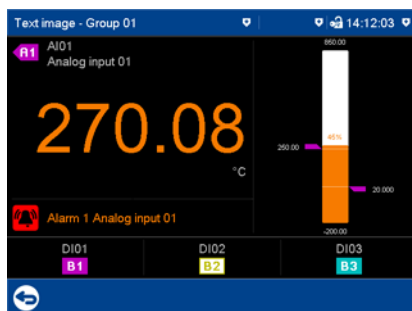 Text image - Group 01
14:12:03
A1
AI01
Analog input 01
270.08
°C
850.00
45%
250.00
20.000
-200.00
Alarm 1 Analog input 01
DI01
DI02
DI03
B1
B2
B3